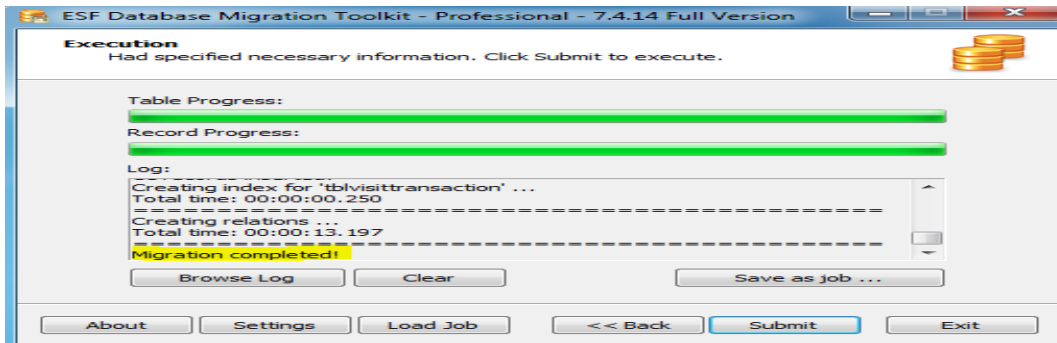 ESF Database Migration Toolkit - Professional - 7.4.14 Full Version
Execution
Had specified necessary information. Click Submit to execute.
Table Progress:
Record Progress:
Log:
Creating index for 'tblvisittransaction' ...
Total time: 00:00:00.250
Creating relations ...
Total time: 00:00:13.197
Migration completed!
Browse Log Clear Save as job ...
About Settings Load Job << Back Submit Exit